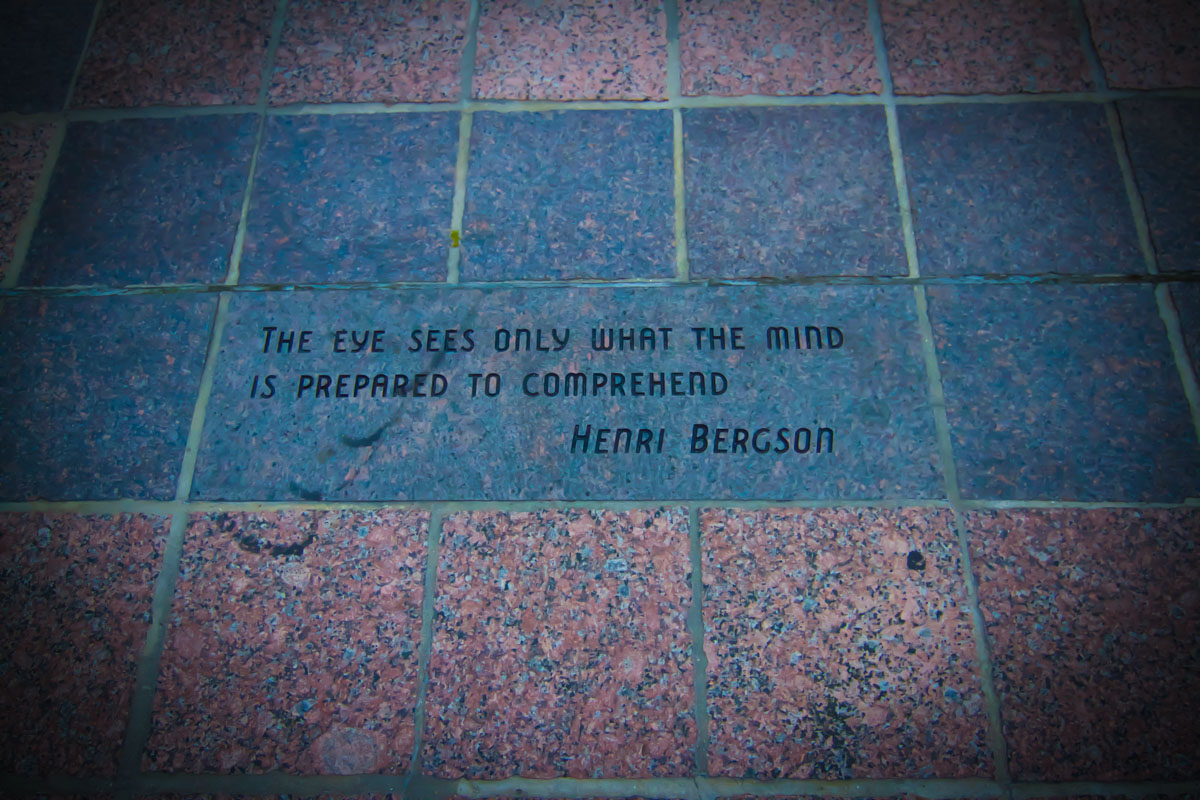 The eye sees only what the mind
is prepared to comprehend
Henri Bergson